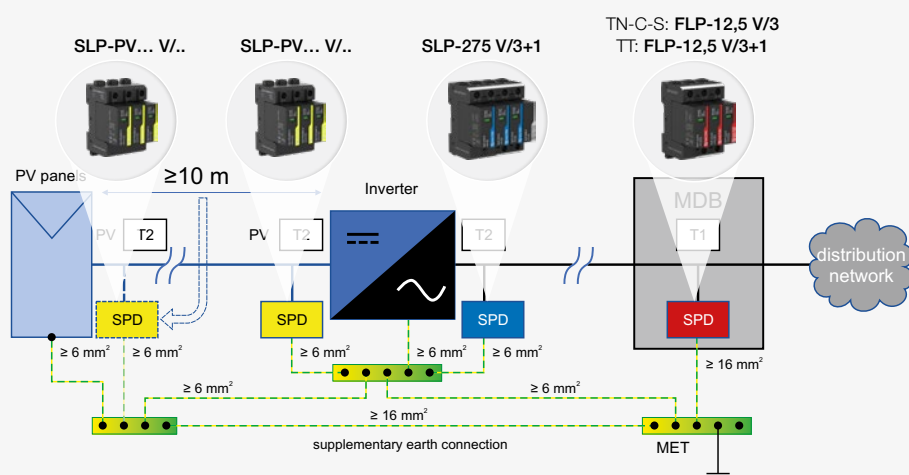 TN-C-S: FLP-12,5 V/3
SLP-PV... V/.. SLP-PV... V/.. SLP-275 V/3+1 TT: FLP-12,5 V/3+1
PV panels
≥10 m
Inverter
MDB
PV T2
PV T2
T2
T1
distribution
network
SPD
SPD
SPD
SPD
≥ 6 mm²
≥ 6 mm²
≥ 6 mm²
≥ 6 mm²
≥ 6 mm²
≥ 16 mm²
≥ 6 mm²
≥ 6 mm²
≥ 16 mm²
supplementary earth connection
MET